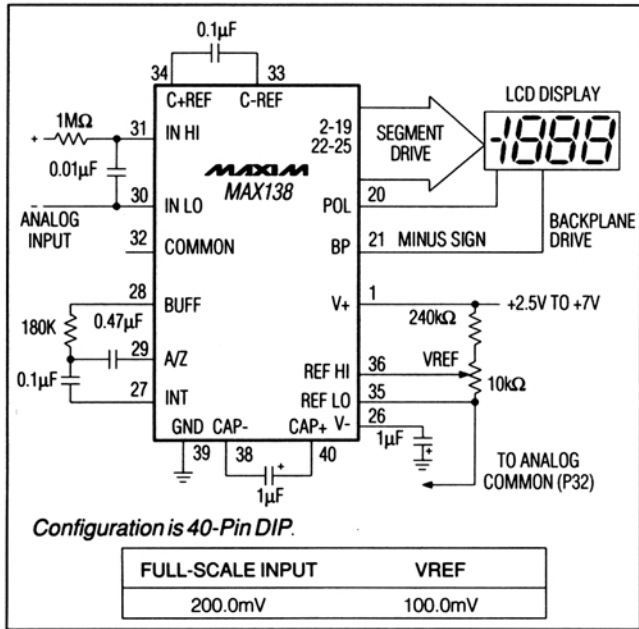 0.1µF
34
33
C+REF
C-REF
LCD DISPLAY
1MΩ
+
31
IN HI
2-19
22-25
SEGMENT
DRIVE
-1888
0.01µF
MAXIM
MAX138
30
IN LO
POL
20
–
ANALOG
INPUT
32
COMMON
BP
21
MINUS SIGN
BACKPLANE
DRIVE
28
BUFF
V+
1
+2.5V TO +7V
180K
0.47µF
240kΩ
29
A/Z
REF HI
36
VREF
0.1µF
27
INT
REF LO
35
10kΩ
V-
26
GND
CAP-
CAP+
1µF
+
39
38
40
+
1µF
TO ANALOG
COMMON (P32)
Configuration is 40-Pin DIP.
FULL-SCALE INPUT
VREF
200.0mV
100.0mV